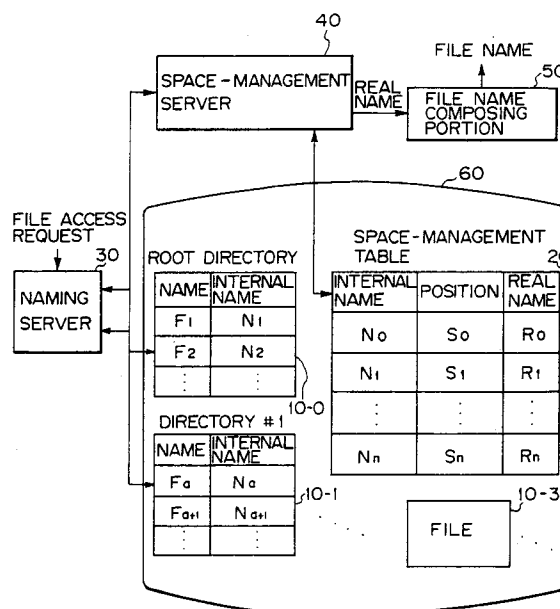 40
SPACE-MANAGEMENT
SERVER
REAL
NAME
FILE NAME
50
FILE NAME
COMPOSING
PORTION
60
FILE ACCESS
REQUEST
30
NAMING
SERVER
ROOT DIRECTORY
NAME INTERNAL NAME
F1 N1
F2 N2
⋮ ⋮
10-0
DIRECTORY #1
NAME INTERNAL NAME
Fa Na
Fa+1 Na+1
⋮ ⋮
10-1
SPACE-MANAGEMENT
TABLE
INTERNAL NAME POSITION REAL NAME
N0 S0 R0
N1 S1 R1
⋮ ⋮ ⋮
Nn Sn Rn
10-3
FILE